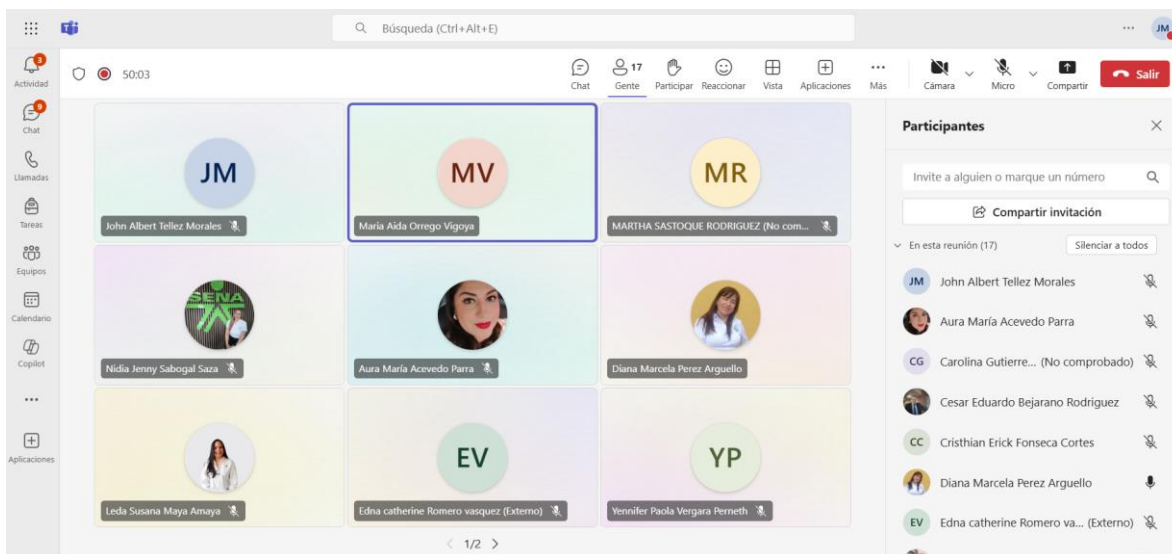 Búsqueda (Ctrl+Alt+E)
JM
3
Actividad
9
Chat
Llamadas
Tareas
Equipos
Calendario
Copilot
Aplicaciones
50:03
Chat
17
Gente
Participar
Reaccionar
Vista
Aplicaciones
Más
Cámara
Micro
Compartir
Salir
JM
John Albert Tellez Morales
MV
Maria Aida Orrego Vigoya
MR
MARTHA SASTOQUE RODRIGUEZ (No com...
SENA
Nidia Jenny Sabogal Saza
Aura María Acevedo Parra
Diana Marcela Perez Arguello
Leda Susana Maya Amaya
EV
Edna catherine Romero vasquez (Externo)
YP
Yennifer Paola Vergara Perneth
1/2
Participantes
Invite a alguien o marque un número
Compartir invitación
En esta reunión (17)
Silenciar a todos
JM John Albert Tellez Morales
Aura María Acevedo Parra
CG Carolina Gutierre... (No comprobado)
Cesar Eduardo Bejarano Rodriguez
CC Cristhian Erick Fonseca Cortes
Diana Marcela Perez Arguello
EV Edna catherine Romero va... (Externo)